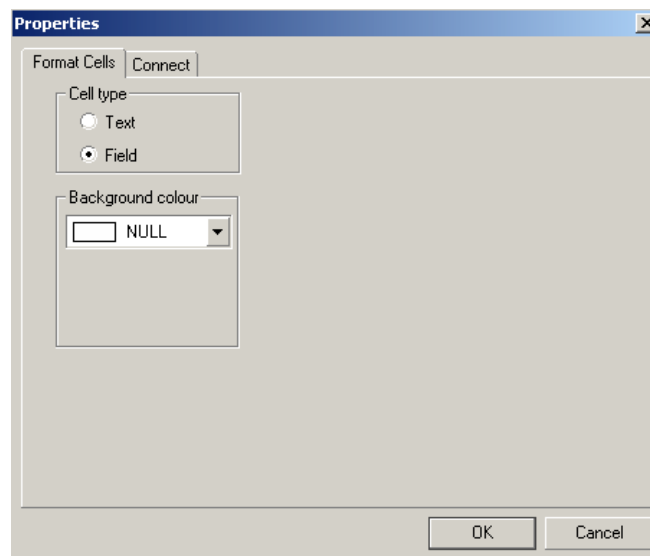 Properties
Format Cells Connect
Cell type
Text
Field
Background colour
NULL
OK Cancel